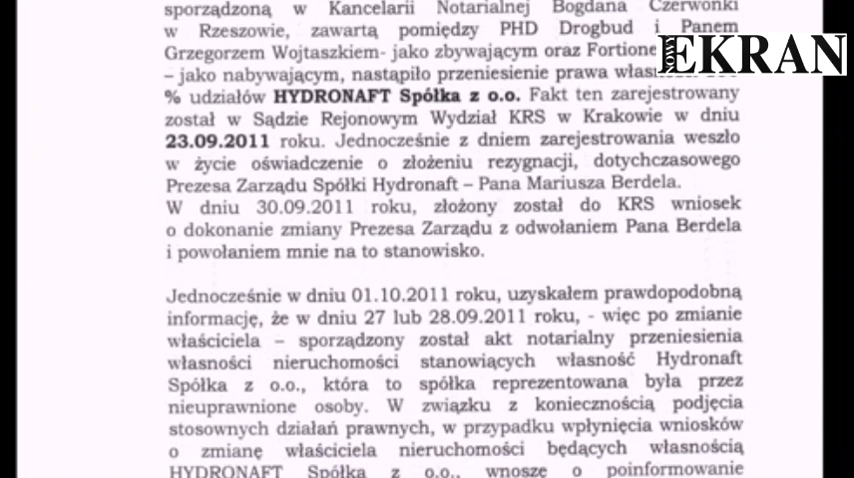 sporządzoną w Kancelarii Notarialnej Bogdana Czerwonki
w Rzeszowie, zawartą pomiędzy PHD Drogbud i Panem
Grzegorzem Wojtaszkiem- jako zbywającym oraz Fortione
NOWY EKRAN
– jako nabywającym, nastąpiło przeniesienie prawa
% udziałów HYDRONAFT Spółka z o.o. Fakt ten zarejestrowany
został w Sądzie Rejonowym Wydział KRS w Krakowie w dniu
23.09.2011 roku. Jednocześnie z dniem zarejestrowania weszło
w życie oświadczenie o złożeniu rezygnacji, dotychczasowego
Prezesa Zarządu Spółki Hydronaft – Pana Mariusza Berdela.
W dniu 30.09.2011 roku, złożony został do KRS wniosek
o dokonanie zmiany Prezesa Zarządu z odwołaniem Pana Berdela
i powołaniem mnie na to stanowisko.
Jednocześnie w dniu 01.10.2011 roku, uzyskałem prawdopodobną
informację, że w dniu 27 lub 28.09.2011 roku, - więc po zmianie
właściciela – sporządzony został akt notarialny przeniesienia
własności nieruchomości stanowiących własność Hydronaft
Spółka z o.o., która to spółka reprezentowana była przez
nieuprawnione osoby. W związku z koniecznością podjęcia
stosownych działań prawnych, w przypadku wpłynięcia wniosków
o zmianę właściciela nieruchomości będących własnością
HYDRONAFT Spółka z o.o., wnoszę o poinformowanie